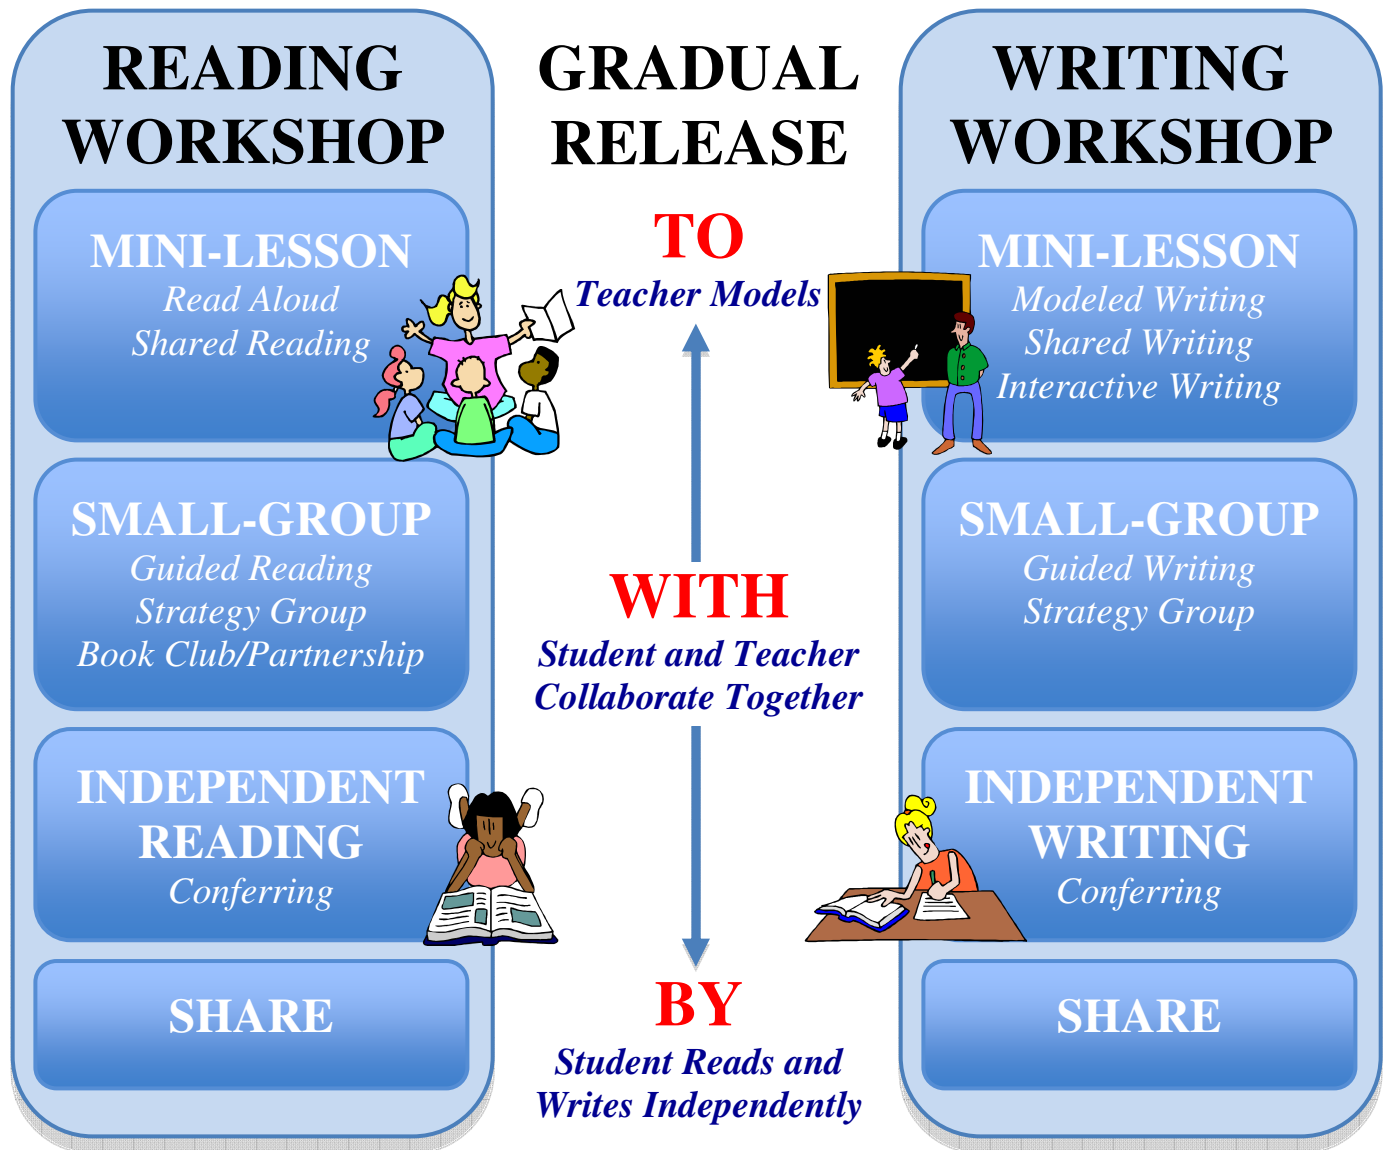 READING
WORKSHOP
MINI-LESSON
Read Aloud
Shared Reading
SMALL-GROUP
Guided Reading
Strategy Group
Book Club/Partnership
INDEPENDENT
READING
Conferring
SHARE
GRADUAL
RELEASE
TO
Teacher Models
WITH
Student and Teacher
Collaborate Together
BY
Student Reads and
Writes Independently
WRITING
WORKSHOP
MINI-LESSON
Modeled Writing
Shared Writing
Interactive Writing
SMALL-GROUP
Guided Writing
Strategy Group
INDEPENDENT
WRITING
Conferring
SHARE